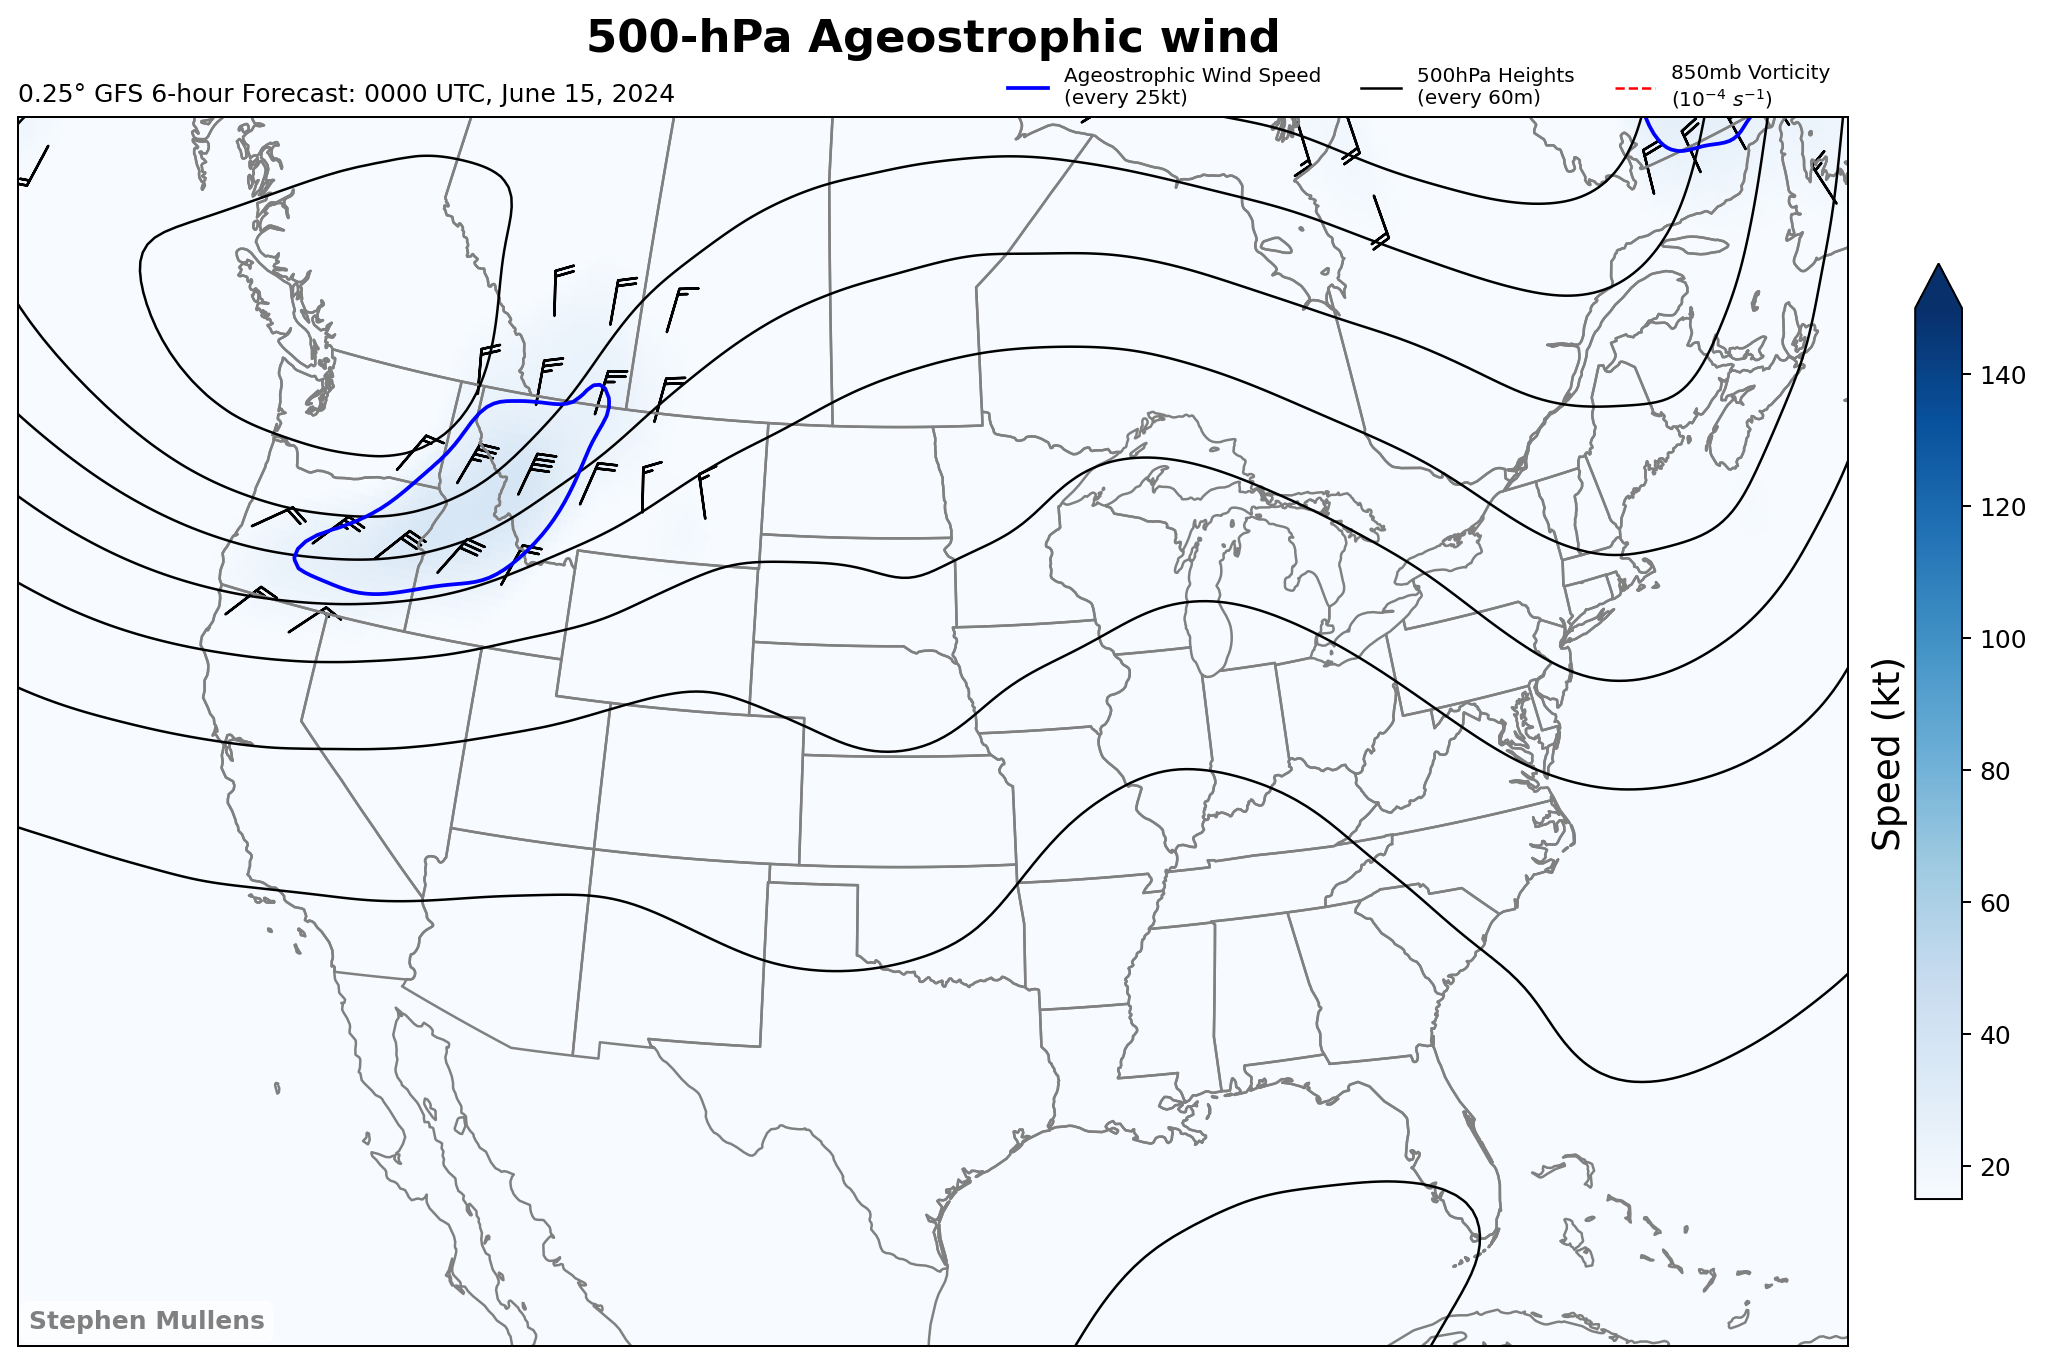 500-hPa Ageostrophic wind
0.25° GFS 6-hour Forecast: 0000 UTC, June 15, 2024
Ageostrophic Wind Speed
(every 25kt)
500hPa Heights
(every 60m)
850mb Vorticity
(10⁻⁴ s⁻¹)
140
120
100
80
60
40
20
Speed (kt)
Stephen Mullens